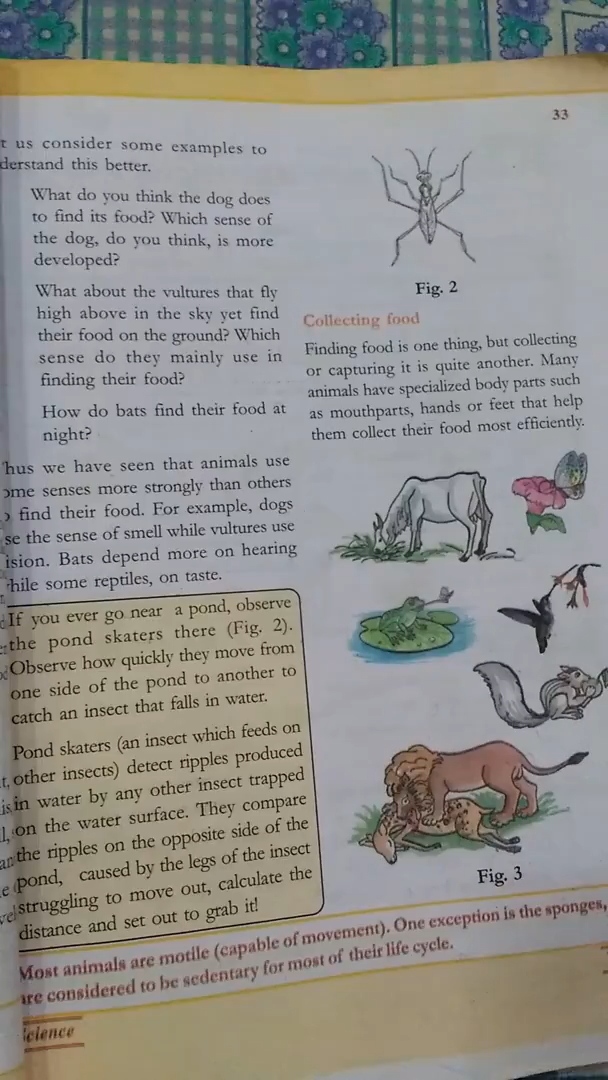 33
us consider some examples to
derstand this better.
What do you think the dog does
to find its food? Which sense of
the dog, do you think, is more
developed?
What about the vultures that fly
high above in the sky yet find
their food on the ground? Which
sense do they mainly use in
finding their food?
How do bats find their food at
night?
hus we have seen that animals use
ome senses more strongly than others
find their food. For example, dogs
se the sense of smell while vultures use
ision. Bats depend more on hearing
hile some reptiles, on taste.
If you ever go near a pond, observe
the pond skaters there (Fig. 2).
Observe how quickly they move from
one side of the pond to another to
catch an insect that falls in water.
Pond skaters (an insect which feeds on
other insects) detect ripples produced
in water by any other insect trapped
on the water surface. They compare
the ripples on the opposite side of the
pond, caused by the legs of the insect
struggling to move out, calculate the
distance and set out to grab it!
Fig. 2
Collecting food
Finding food is one thing, but collecting
or capturing it is quite another. Many
animals have specialized body parts such
as mouthparts, hands or feet that help
them collect their food most efficiently.
Fig. 3
Most animals are motile (capable of movement). One exception is the sponges,
are considered to be sedentary for most of their life cycle.
cience